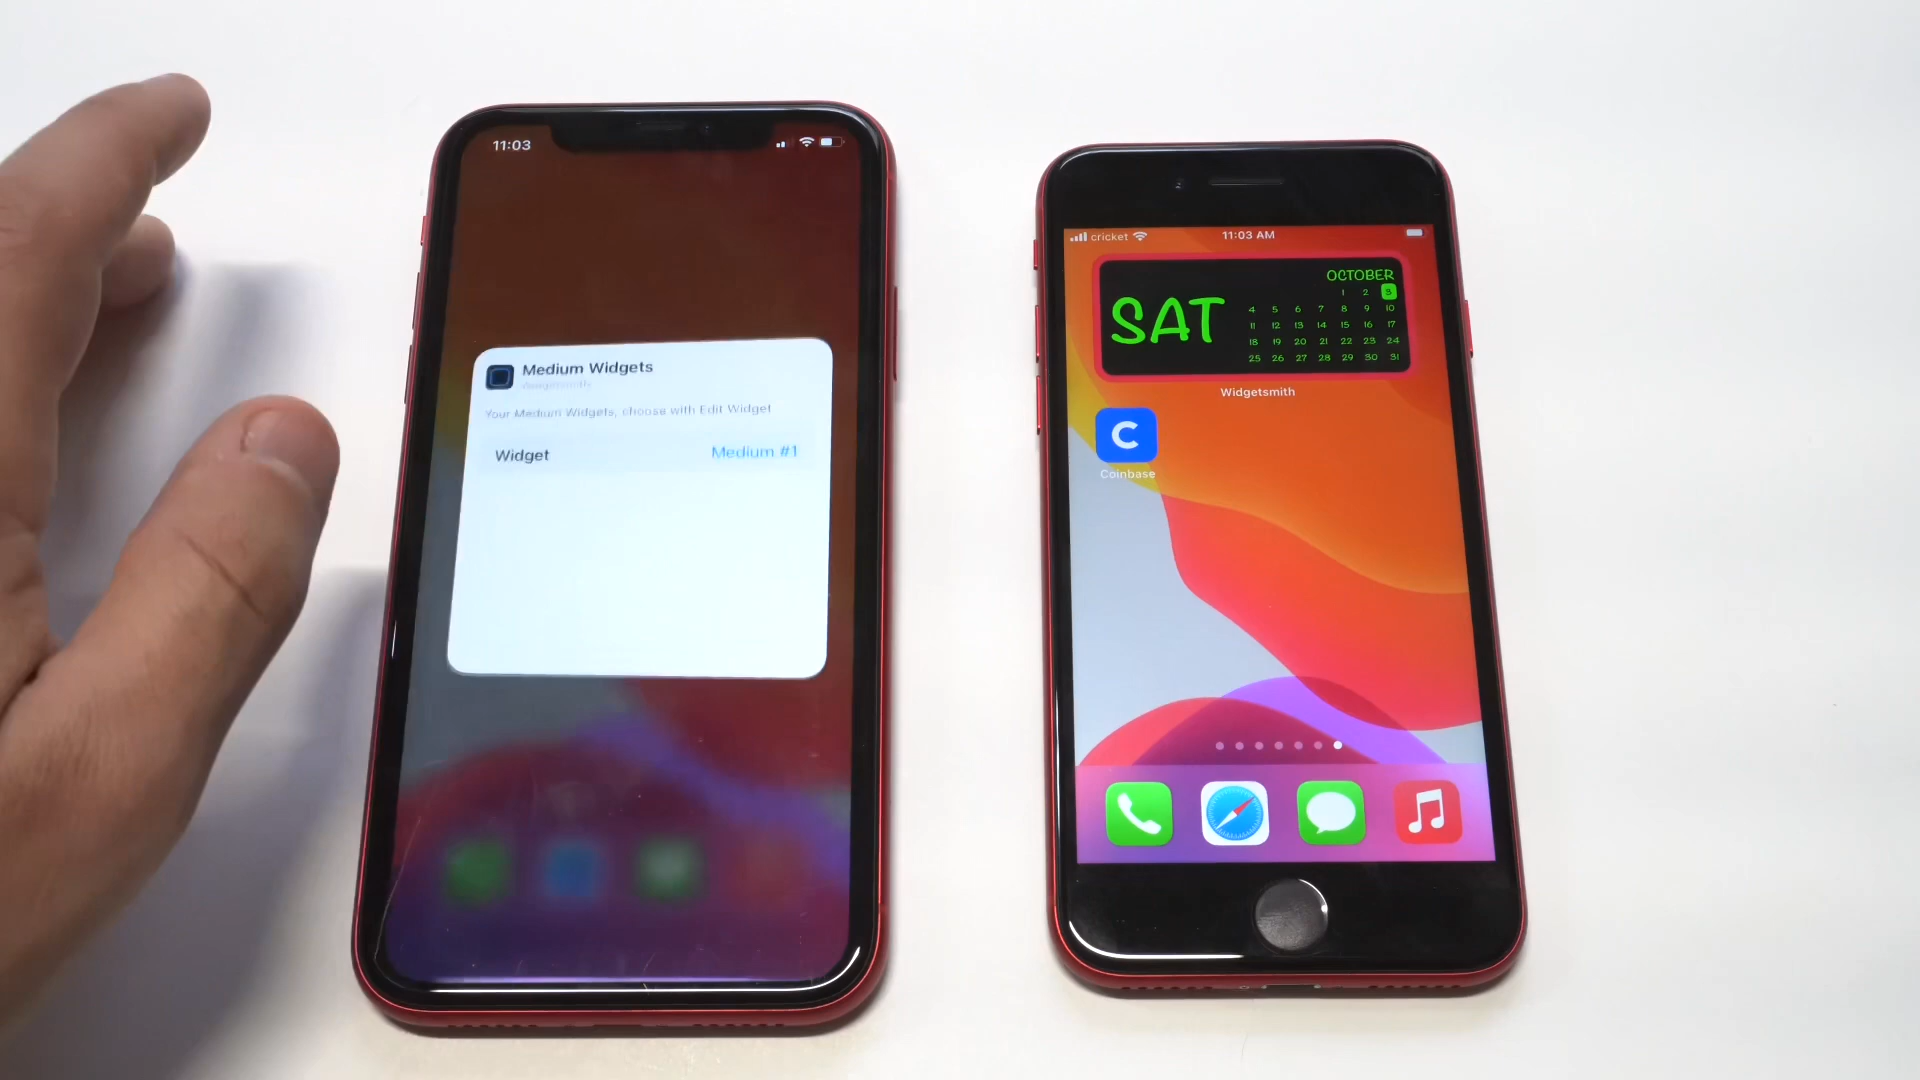 11:03
Medium Widgets
Widgetsmith
Your Medium Widgets, choose with Edit Widget
Widget Medium #1
cricket 11:03 AM
OCTOBER
SAT
1 2 3
4 5 6 7 8 9 10
11 12 13 14 15 16 17
18 19 20 21 22 23 24
25 26 27 28 29 30 31
Widgetsmith
C
Coinbase